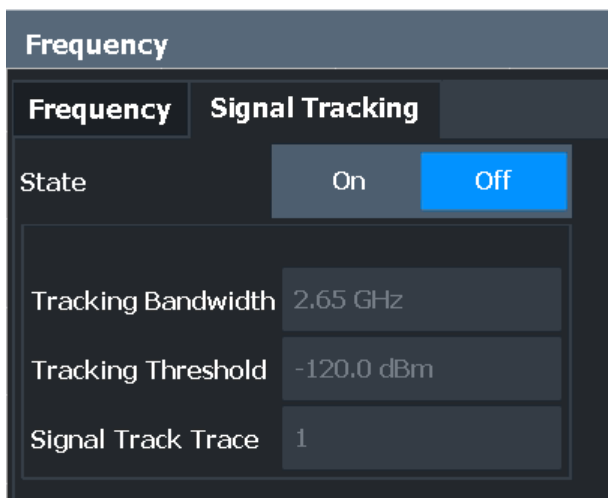 Frequency
Frequency Signal Tracking
State On Off
Tracking Bandwidth 2.65 GHz
Tracking Threshold -120.0 dBm
Signal Track Trace 1